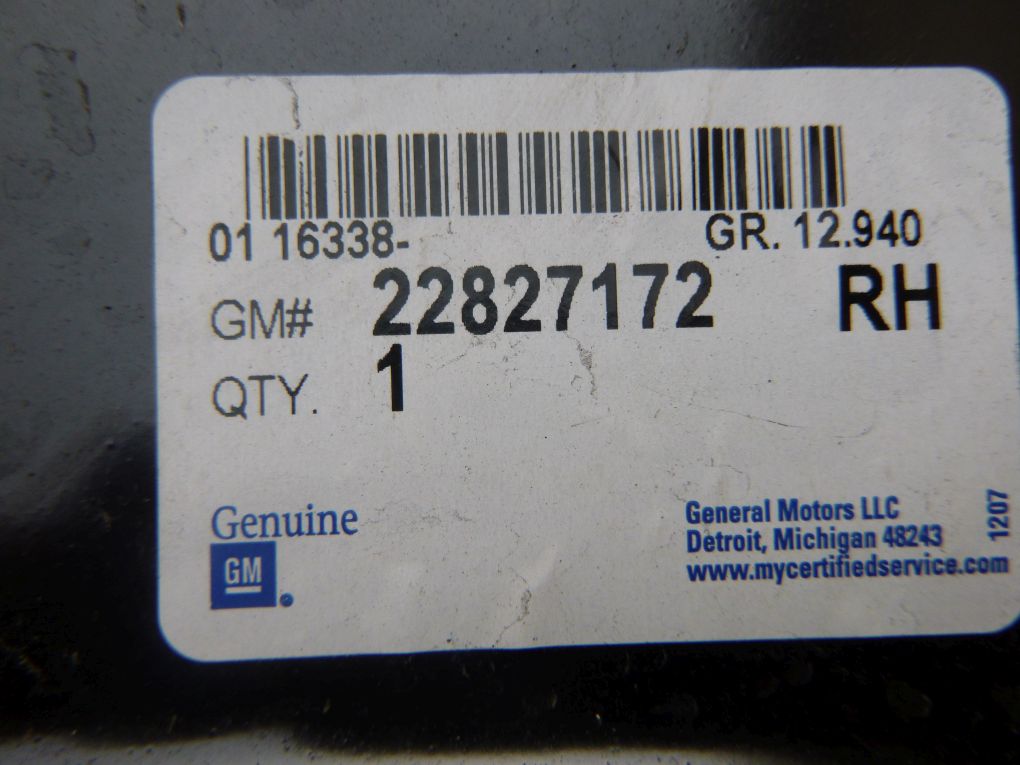 01 16338- GR. 12.940
GM# 22827172 RH
QTY. 1
Genuine
GM
General Motors LLC
Detroit, Michigan 48243
www.mycertifiedservice.com
1207